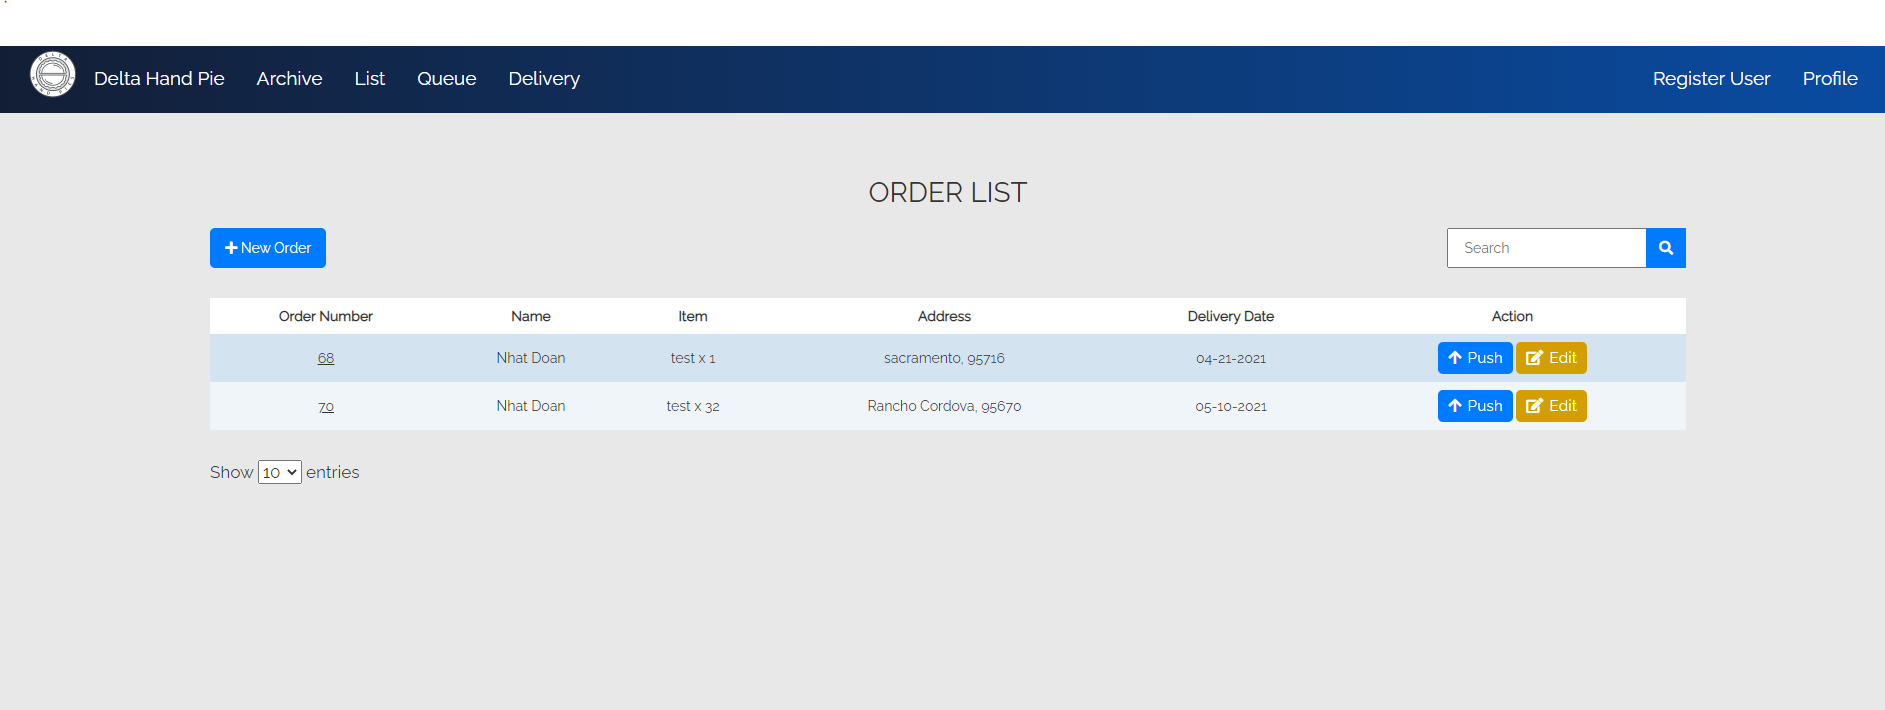 Delta Hand Pie Archive List Queue Delivery Register User Profile
ORDER LIST
New Order Search
Order Number Name Item Address Delivery Date Action
68 Nhat Doan test x 1 sacramento, 95716 04-21-2021 Push Edit
70 Nhat Doan test x 32 Rancho Cordova, 95670 05-10-2021 Push Edit
Show 10 entries